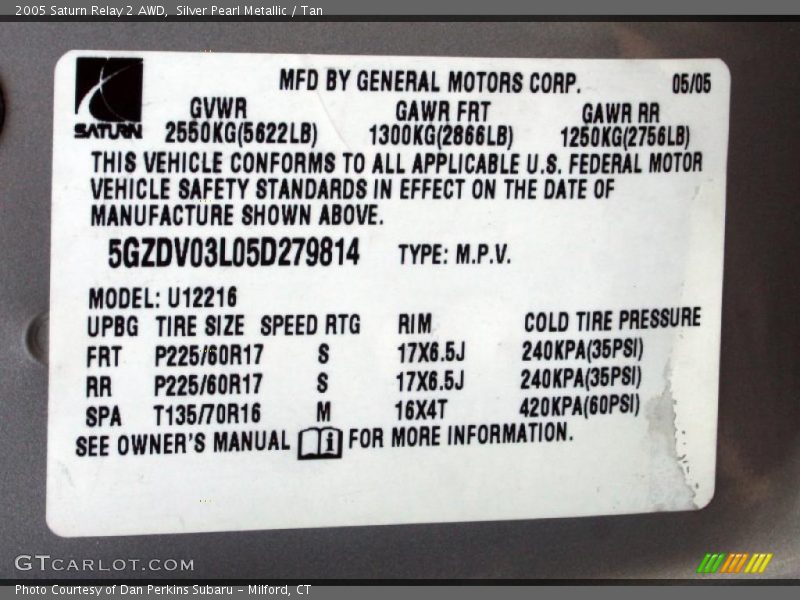 2005 Saturn Relay 2 AWD,  Silver Pearl Metallic / Tan
MFD BY GENERAL MOTORS CORP. 05/05
SATURN
GVWR GAWR FRT GAWR RR
2550KG(5622LB) 1300KG(2866LB) 1250KG(2756LB)
THIS VEHICLE CONFORMS TO ALL APPLICABLE U.S. FEDERAL MOTOR
VEHICLE SAFETY STANDARDS IN EFFECT ON THE DATE OF
MANUFACTURE SHOWN ABOVE.
5GZDV03L05D279814 TYPE: M.P.V.
MODEL: U12216
UPBG TIRE SIZE SPEED RTG RIM COLD TIRE PRESSURE
FRT P225/60R17 S 17X6.5J 240KPA(35PSI)
RR P225/60R17 S 17X6.5J 240KPA(35PSI)
SPA T135/70R16 M 16X4T 420KPA(60PSI)
SEE OWNER'S MANUAL i FOR MORE INFORMATION.
GTCARLOT.COM
Photo Courtesy of Dan Perkins Subaru – Milford, CT